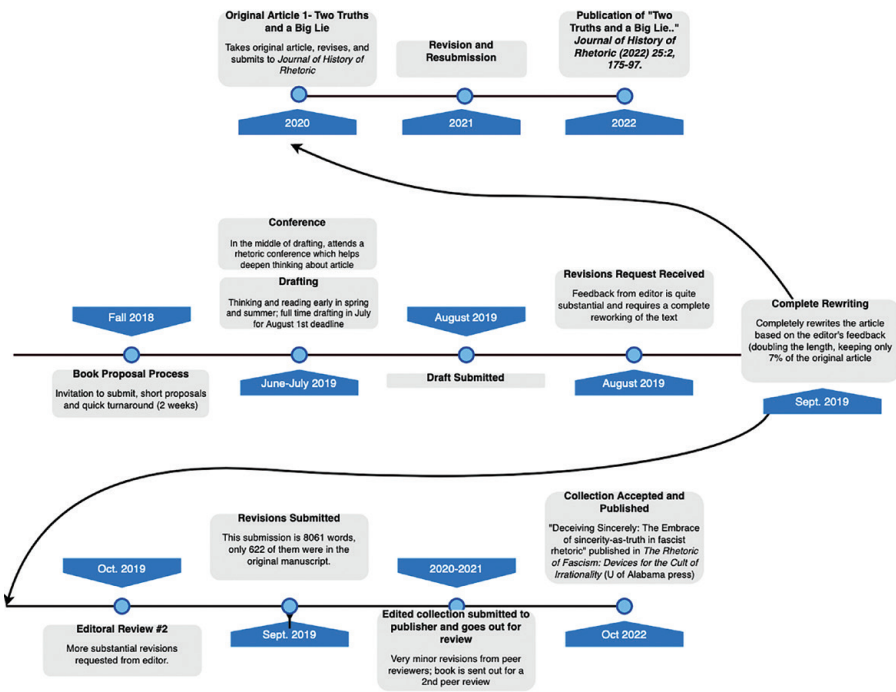 Original Article 1- Two Truths
and a Big Lie
Takes original article, revises, and
submits to Journal of History of
Rhetoric
2020
Revision and
Resubmission
2021
Publication of "Two
Truths and a Big Lie.."
Journal of History of
Rhetoric (2022) 25:2,
175-97.
2022
Fall 2018
Book Proposal Process
Invitation to submit, short proposals
and quick turnaround (2 weeks)
Conference
In the middle of drafting, attends a
rhetoric conference which helps
deepen thinking about article
Drafting
Thinking and reading early in spring
and summer; full time drafting in July
for August 1st deadline
June-July 2019
August 2019
Draft Submitted
Revisions Request Received
Feedback from editor is quite
substantial and requires a complete
reworking of the text
August 2019
Complete Rewriting
Completely rewrites the article
based on the editor's feedback
(doubling the length, keeping only
7% of the original article
Sept. 2019
Oct. 2019
Editoral Review #2
More substantial revisions
requested from editor.
Revisions Submitted
This submission is 8061 words,
only 622 of them were in the
original manuscript.
Sept. 2019
2020-2021
Edited collection submitted to
publisher and goes out for
review
Very minor revisions from peer
reviewers; book is sent out for a
2nd peer review
Collection Accepted and
Published
"Deceiving Sincerely: The Embrace
of sincerity-as-truth in fascist
rhetoric" published in The Rhetoric
of Fascism: Devices for the Cult of
Irrationality (U of Alabama press)
Oct 2022